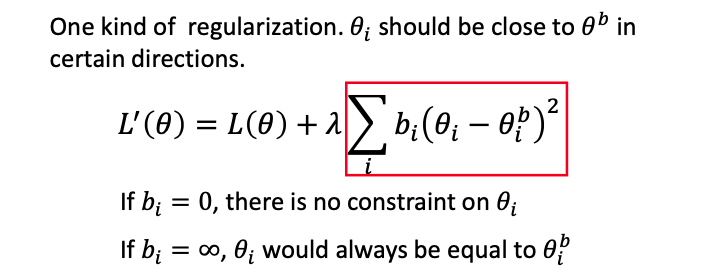 One kind of regularization. θᵢ should be close to θᵇ in
certain directions.
L′(θ) = L(θ) + λ ∑ᵢ bᵢ(θᵢ − θᵢᵇ)²
If bᵢ = 0, there is no constraint on θᵢ
If bᵢ = ∞, θᵢ would always be equal to θᵢᵇ